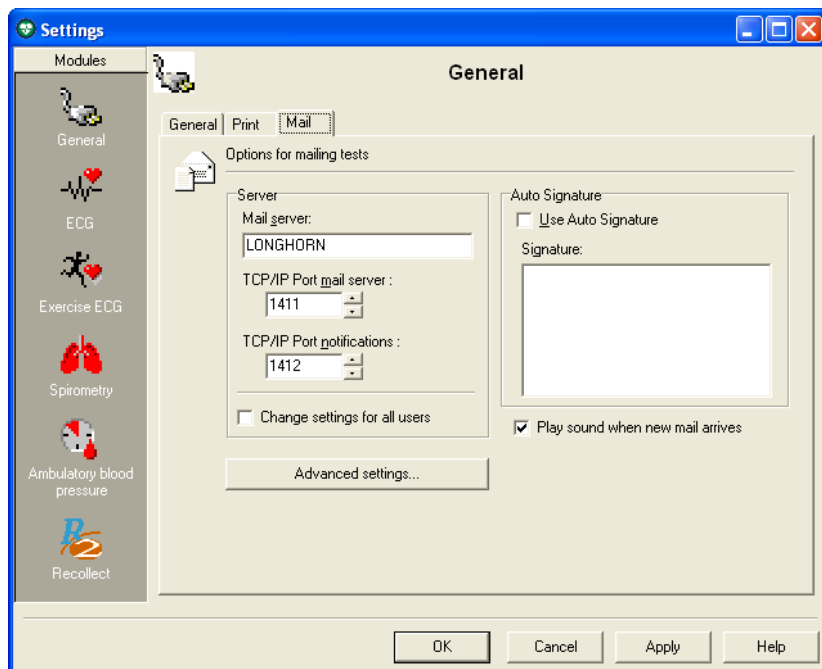 Settings
Modules
General
ECG
Exercise ECG
Spirometry
Ambulatory blood
pressure
Recollect
General
General
Print
Mail
Options for mailing tests
Server
Mail server:
LONGHORN
TCP/IP Port mail server :
1411
TCP/IP Port notifications :
1412
Change settings for all users
Advanced settings...
Auto Signature
Use Auto Signature
Signature:
Play sound when new mail arrives
OK
Cancel
Apply
Help